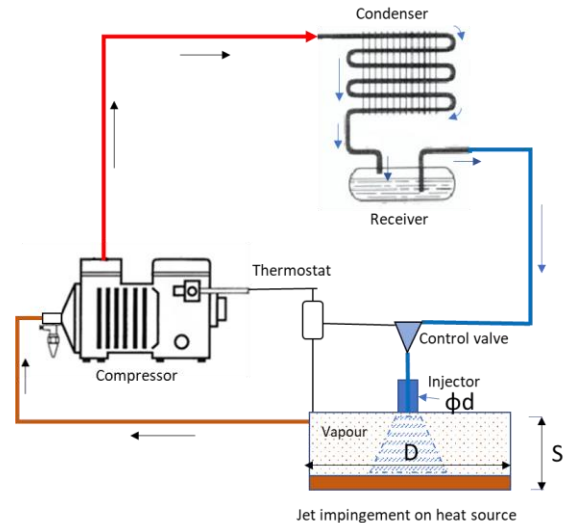 Condenser
Receiver
Thermostat
Compressor
Control valve
Injector
ϕd
Vapour
D
S
Jet impingement on heat source